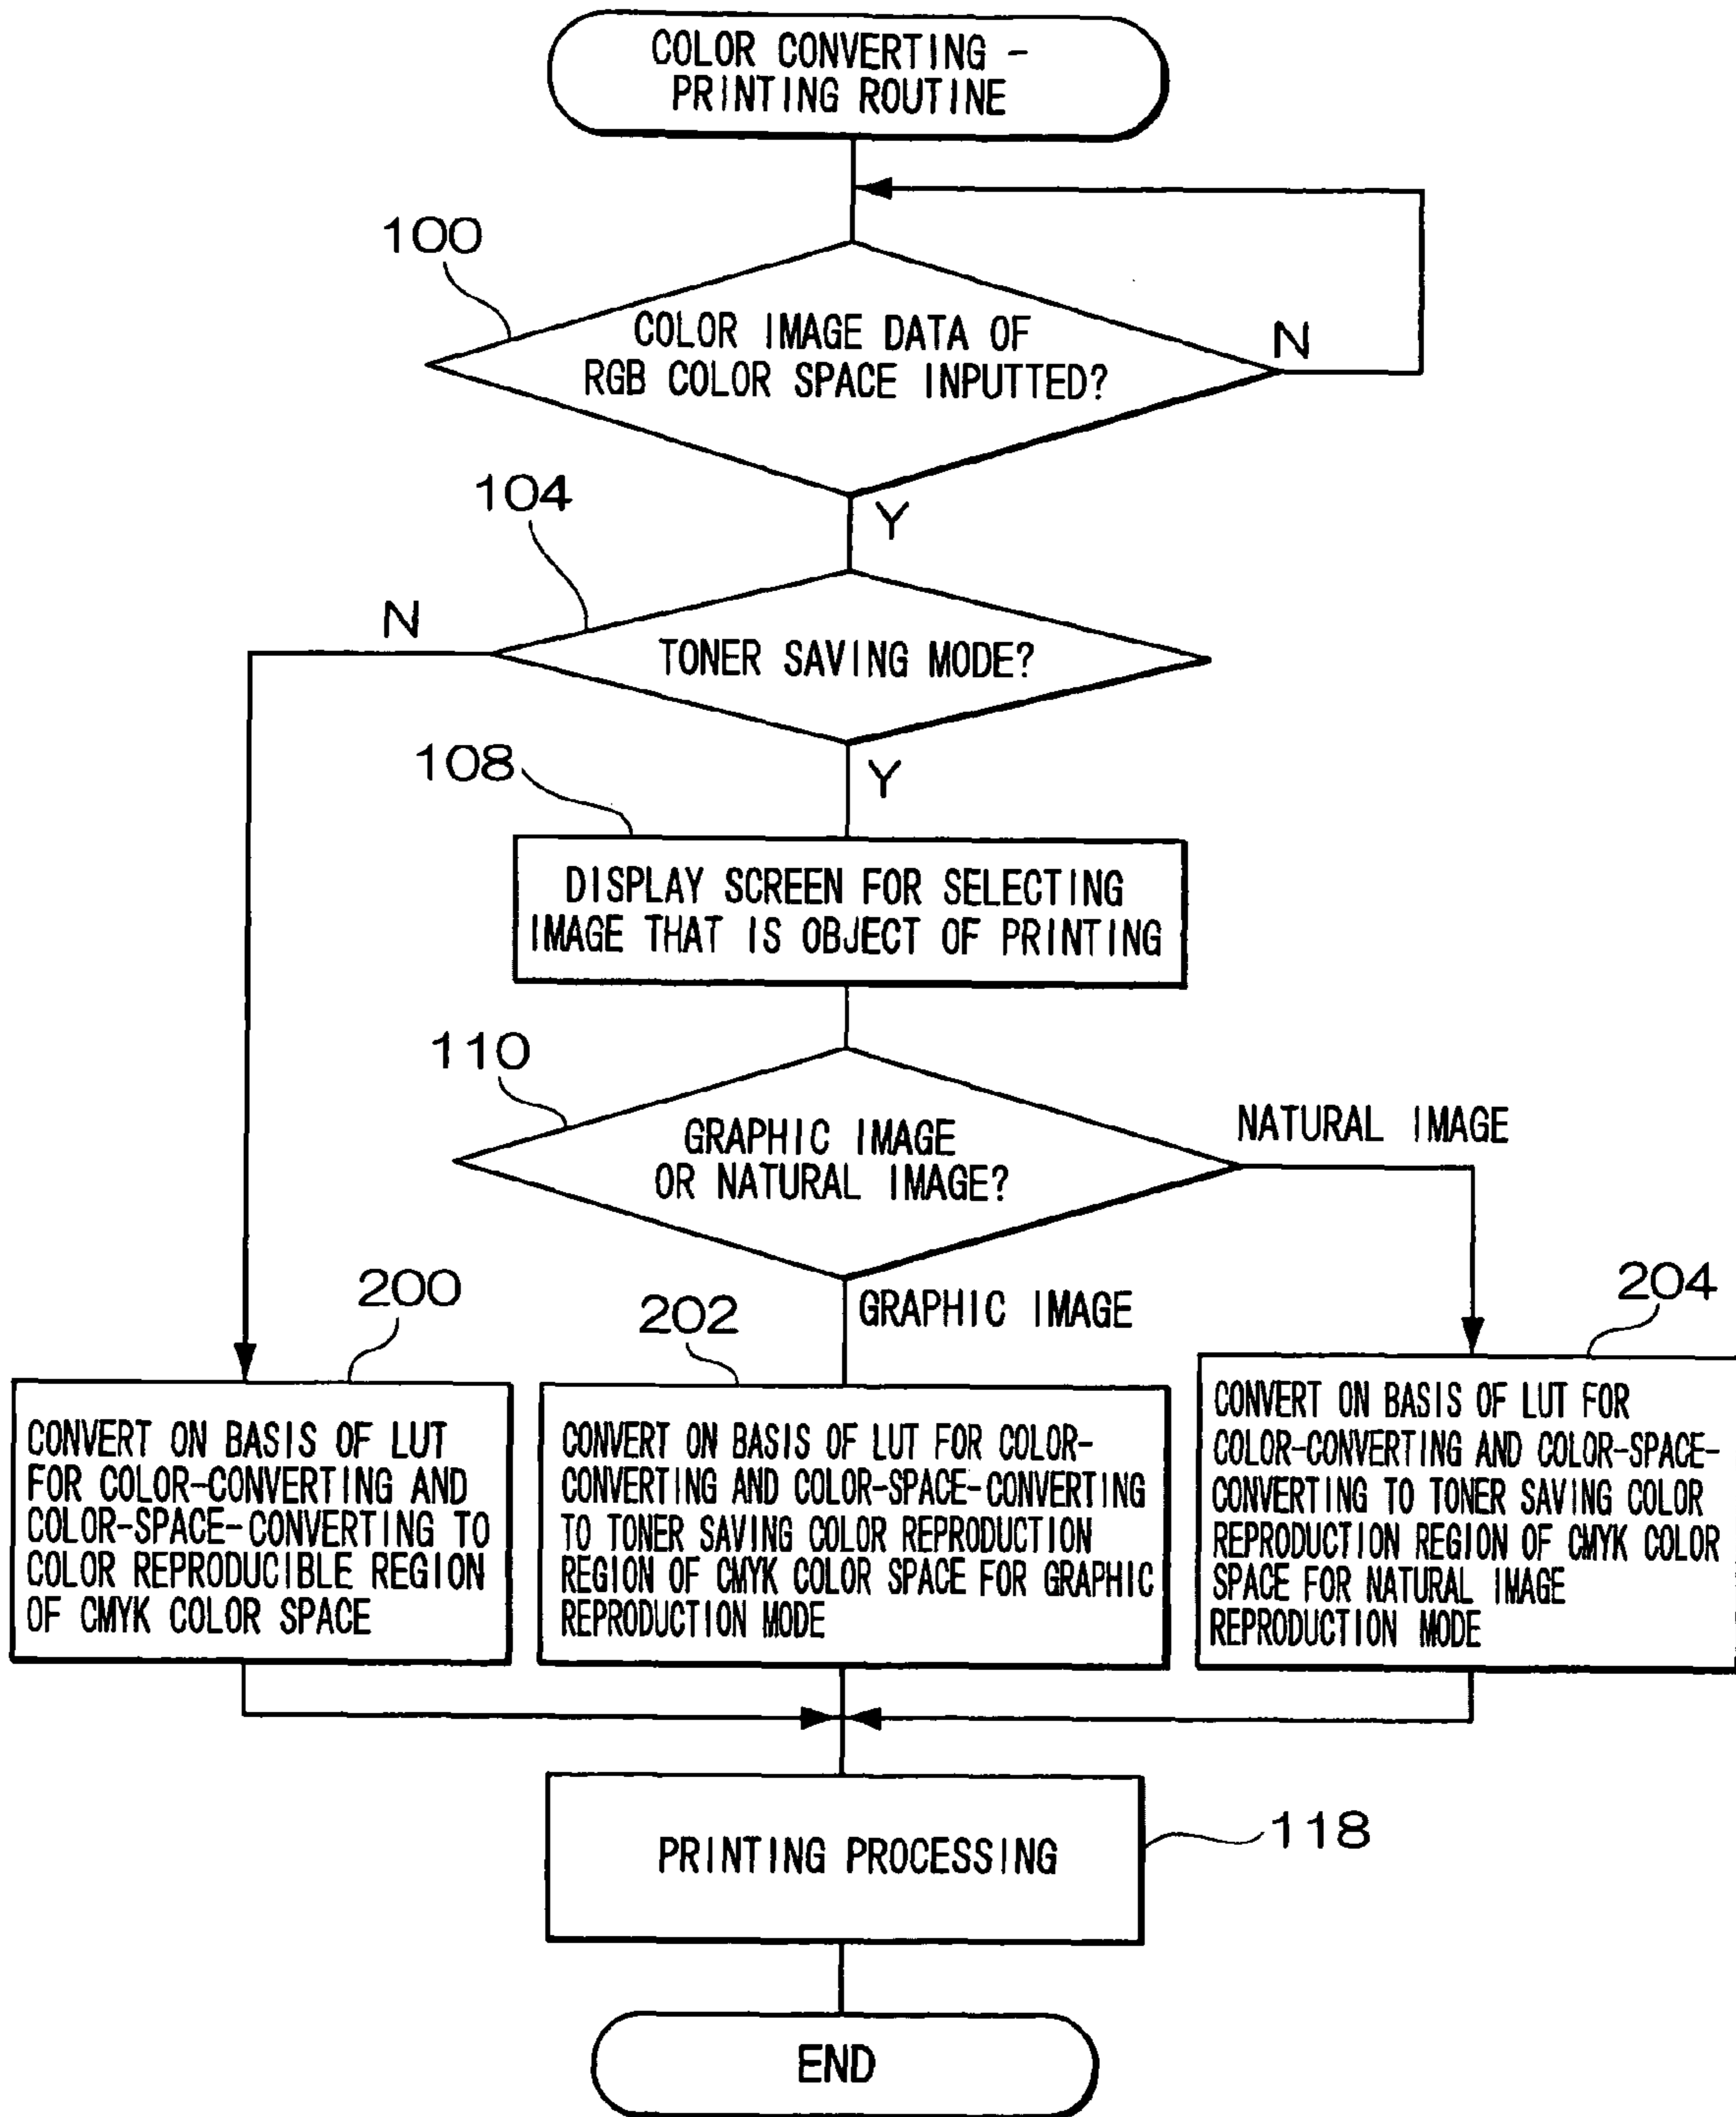 COLOR CONVERTING -
PRINTING ROUTINE
100
COLOR IMAGE DATA OF
RGB COLOR SPACE INPUTTED?
N
Y
104
TONER SAVING MODE?
N
Y
108
DISPLAY SCREEN FOR SELECTING
IMAGE THAT IS OBJECT OF PRINTING
110
GRAPHIC IMAGE
OR NATURAL IMAGE?
NATURAL IMAGE
GRAPHIC IMAGE
200
CONVERT ON BASIS OF LUT
FOR COLOR-CONVERTING AND
COLOR-SPACE-CONVERTING TO
COLOR REPRODUCIBLE REGION
OF CMYK COLOR SPACE
202
CONVERT ON BASIS OF LUT FOR COLOR-
CONVERTING AND COLOR-SPACE-CONVERTING
TO TONER SAVING COLOR REPRODUCTION
REGION OF CMYK COLOR SPACE FOR GRAPHIC
REPRODUCTION MODE
204
CONVERT ON BASIS OF LUT FOR
COLOR-CONVERTING AND COLOR-SPACE-
CONVERTING TO TONER SAVING COLOR
REPRODUCTION REGION OF CMYK COLOR
SPACE FOR NATURAL IMAGE
REPRODUCTION MODE
PRINTING PROCESSING
118
END